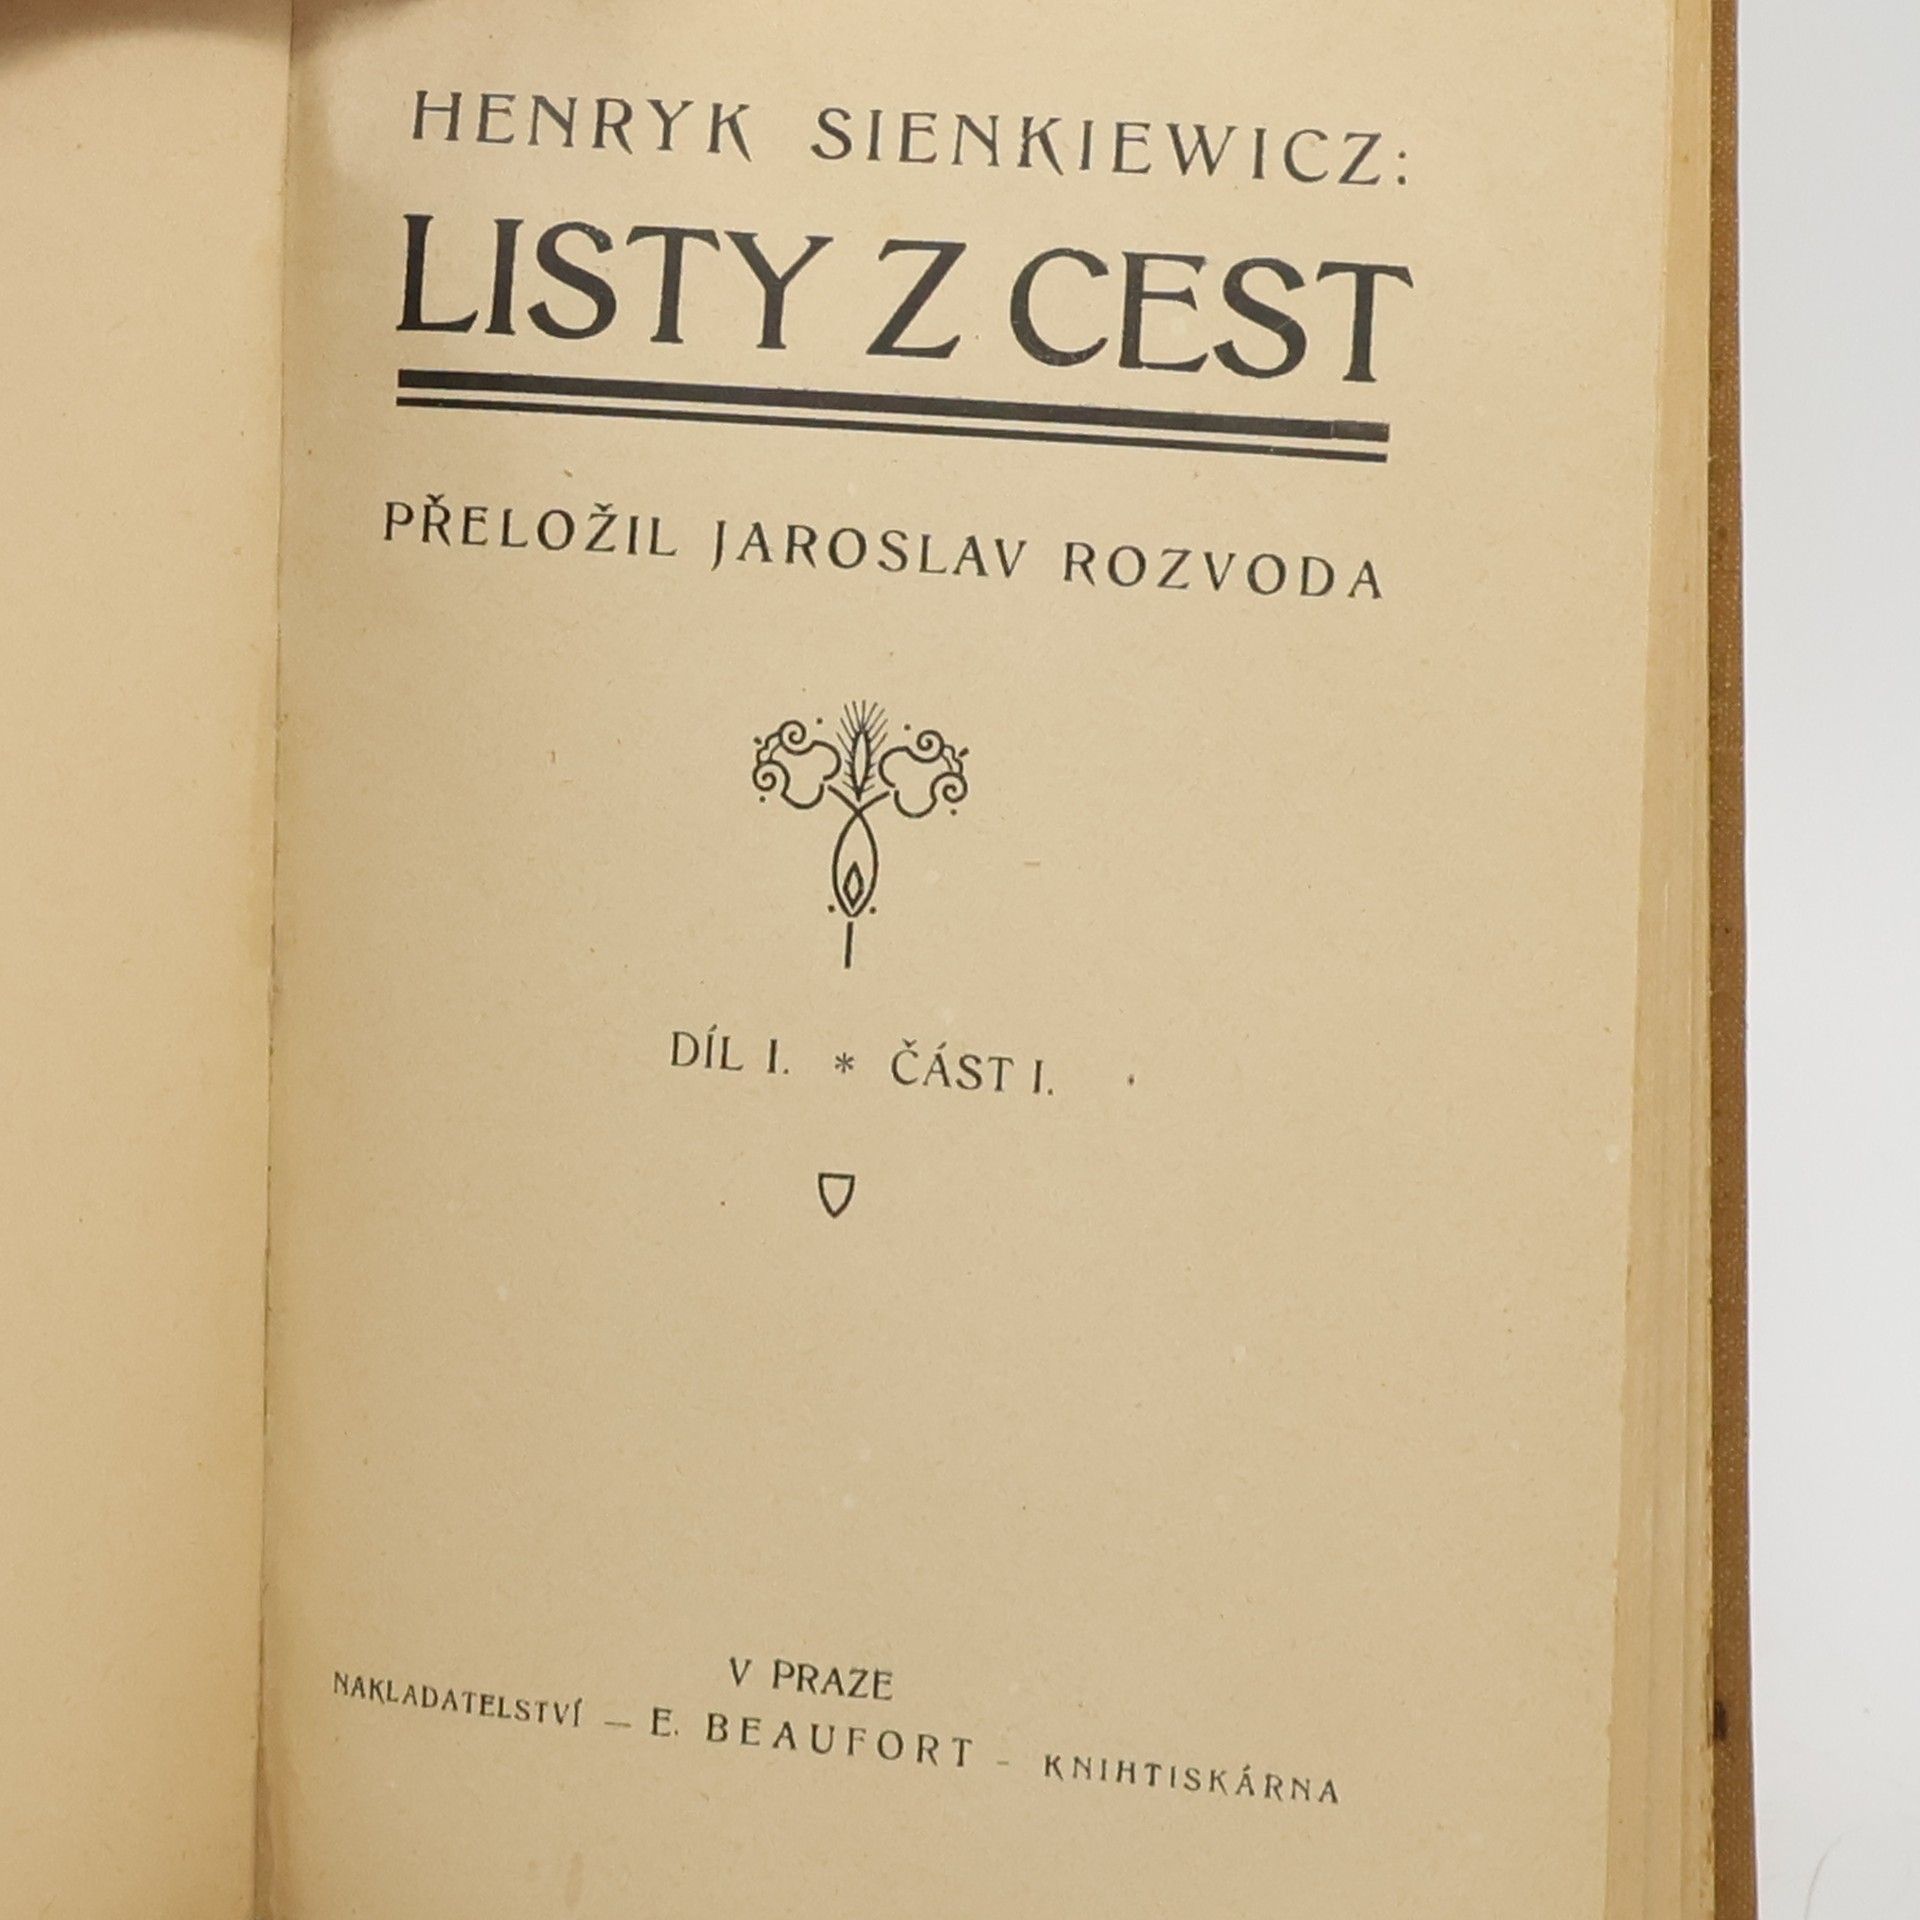 HENRYK SIENKIEWICZ:
LISTY Z CEST
PŘELOŽIL JAROSLAV ROZVODA
DÍL I. * ČÁST I.
V PRAZE
NAKLADATELSTVÍ — E. BEAUFORT - KNIHTISKÁRNA